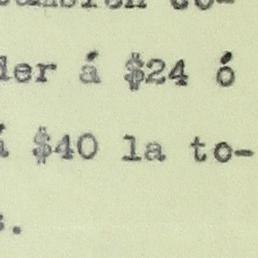 der á $24 ó
á $40 la to-
s.